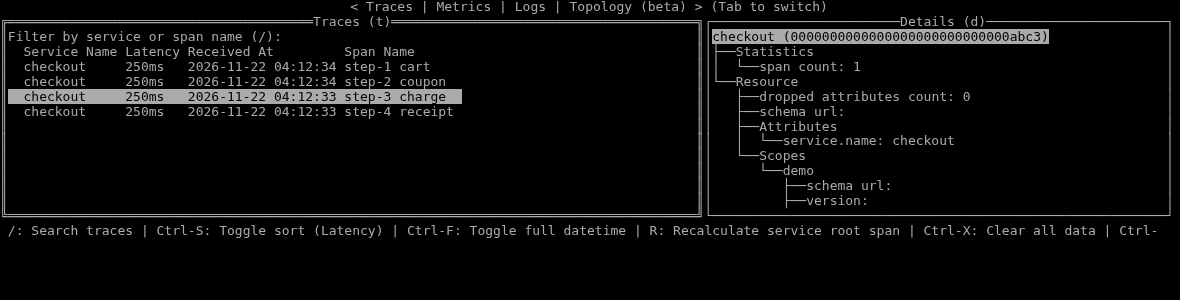 < Traces | Metrics | Logs | Topology (beta) > (Tab to switch)
Traces (t)
Filter by service or span name (/):
Service Name Latency Received At Span Name
checkout 250ms 2026-11-22 04:12:34 step-1 cart
checkout 250ms 2026-11-22 04:12:34 step-2 coupon
checkout 250ms 2026-11-22 04:12:33 step-3 charge
checkout 250ms 2026-11-22 04:12:33 step-4 receipt
Details (d)
checkout (0000000000000000000000000000abc3)
Statistics
span count: 1
Resource
dropped attributes count: 0
schema url:
Attributes
service.name: checkout
Scopes
demo
schema url:
version:
/: Search traces | Ctrl-S: Toggle sort (Latency) | Ctrl-F: Toggle full datetime | R: Recalculate service root span | Ctrl-X: Clear all data | Ctrl-